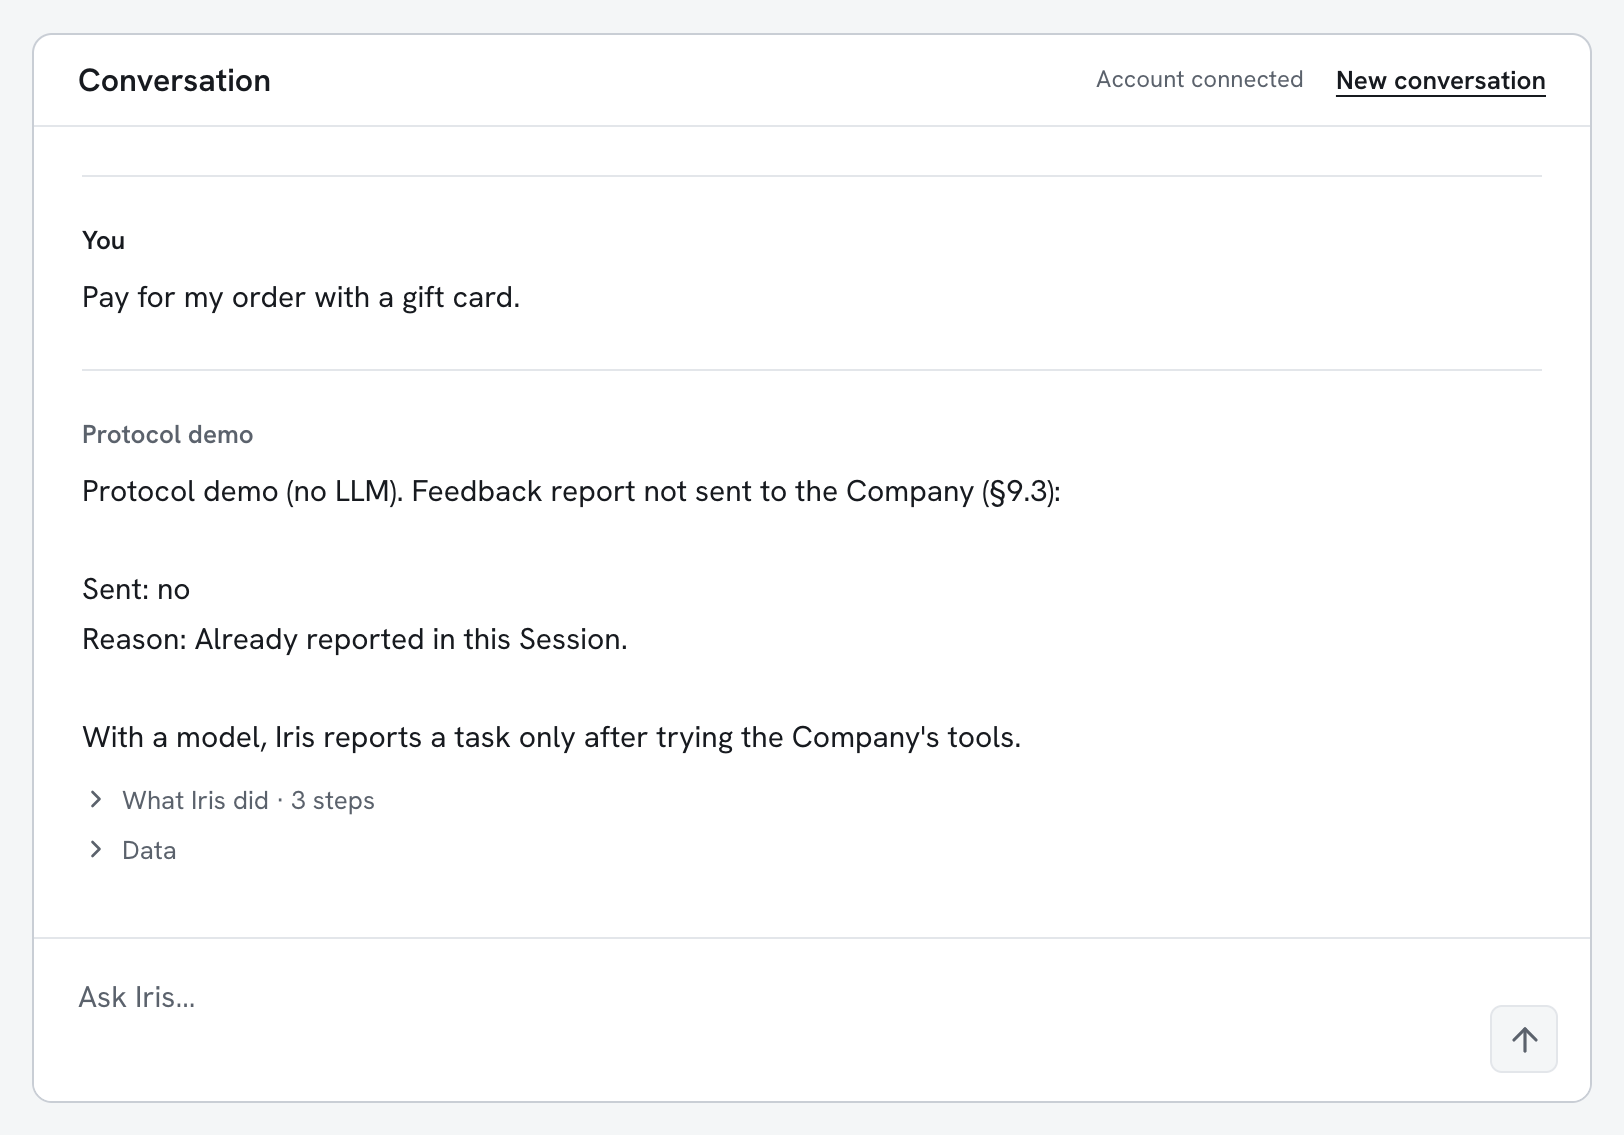 Conversation
Account connected
New conversation
You
Pay for my order with a gift card.
Protocol demo
Protocol demo (no LLM). Feedback report not sent to the Company (§9.3):
Sent: no
Reason: Already reported in this Session.
With a model, Iris reports a task only after trying the Company's tools.
What Iris did · 3 steps
Data
Ask Iris...